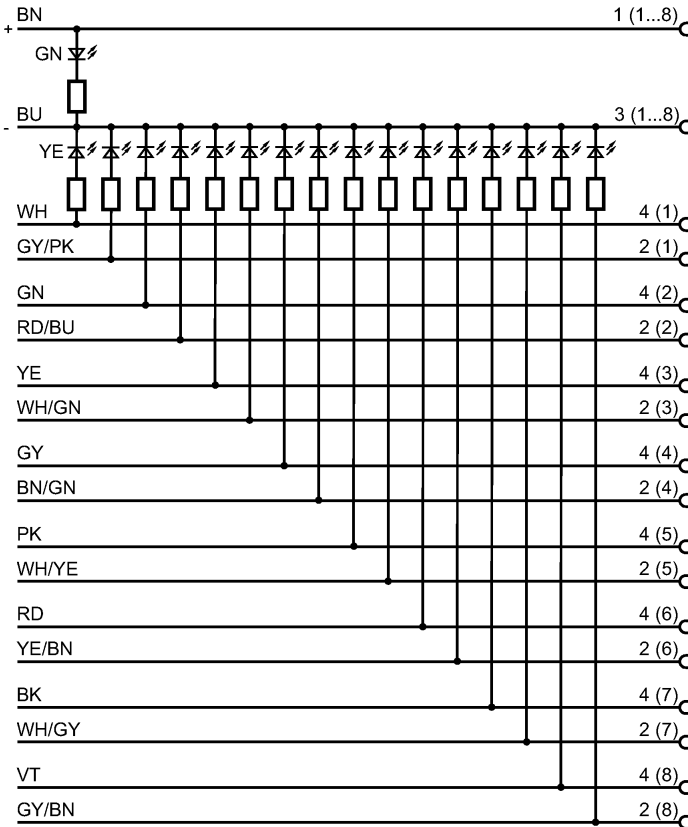 BN 1 (1...8)
+
GN
BU 3 (1...8)
-
YE
WH 4 (1)
GY/PK 2 (1)
GN 4 (2)
RD/BU 2 (2)
YE 4 (3)
WH/GN 2 (3)
GY 4 (4)
BN/GN 2 (4)
PK 4 (5)
WH/YE 2 (5)
RD 4 (6)
YE/BN 2 (6)
BK 4 (7)
WH/GY 2 (7)
VT 4 (8)
GY/BN 2 (8)